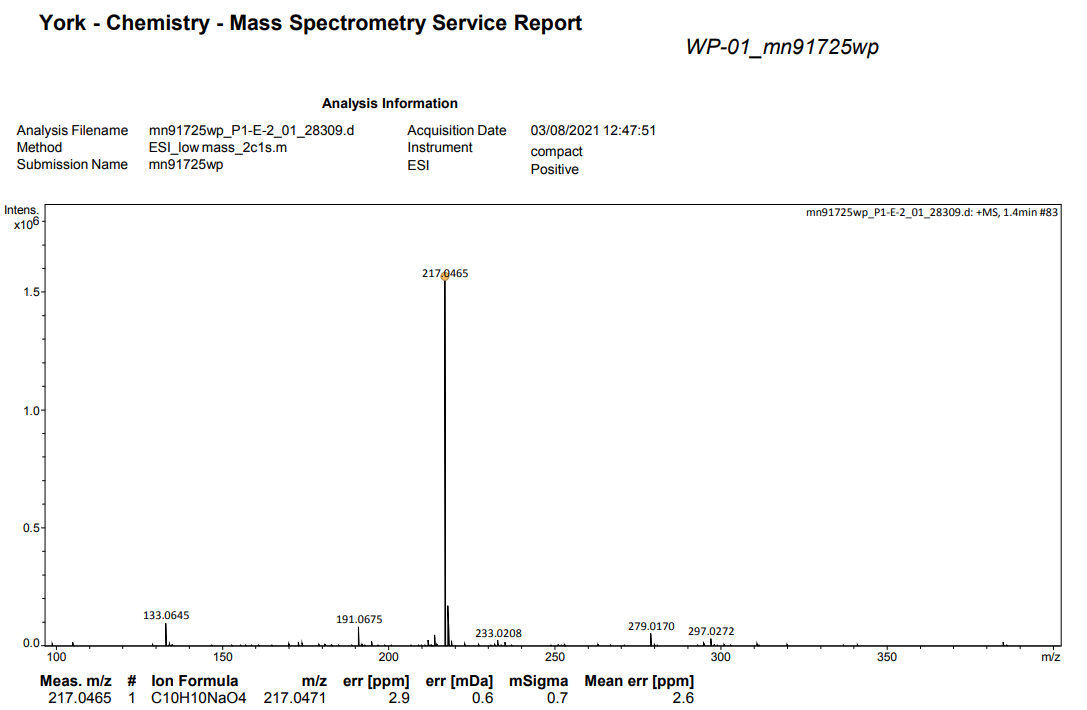 York - Chemistry - Mass Spectrometry Service Report
WP-01_mn91725wp
Analysis Information
Analysis Filename mn91725wp_P1-E-2_01_28309.d Acquisition Date 03/08/2021 12:47:51
Method ESI_low mass_2c1s.m Instrument compact
Submission Name mn91725wp ESI Positive
Intens.
x10^6
mn91725wp_P1-E-2_01_28309.d: +MS, 1.4min #83
217.0465
1.5
1.0
0.5
133.0645
191.0675
233.0208
279.0170
297.0272
0.0
100 150 200 250 300 350 m/z
Meas. m/z # Ion Formula m/z err [ppm] err [mDa] mSigma Mean err [ppm]
217.0465 1 C10H10NaO4 217.0471 2.9 0.6 0.7 2.6